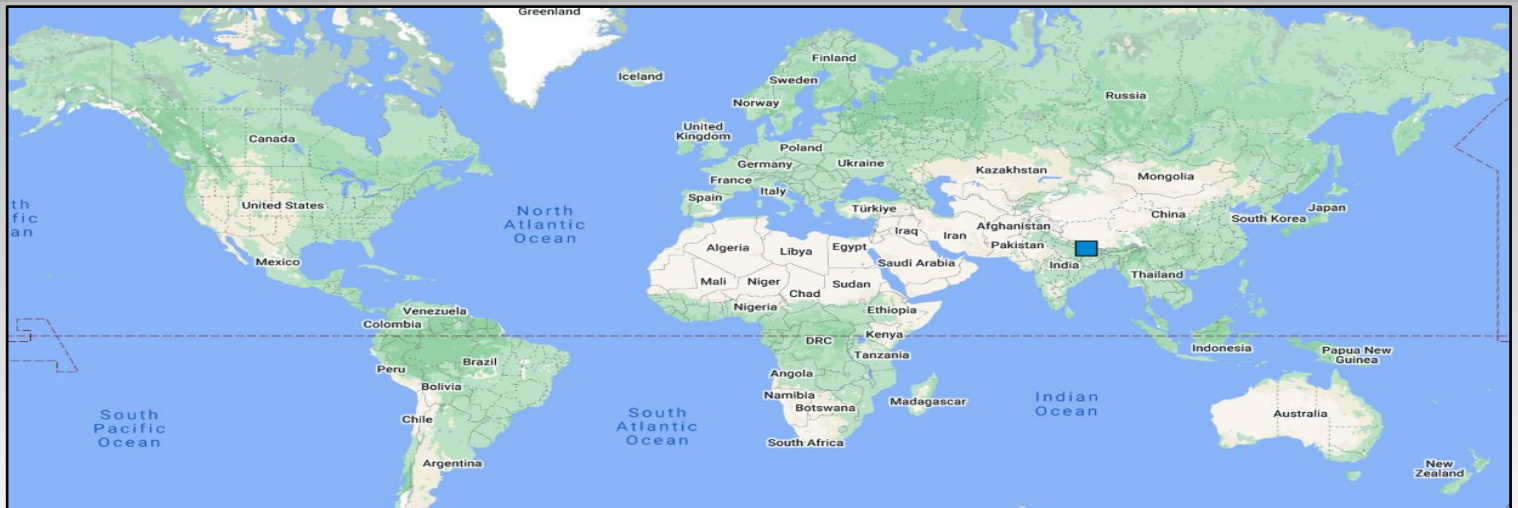 Greenland
Iceland
Finland
Sweden
Norway
Russia
Canada
United
Kingdom
Poland
Germany
Ukraine
France
Kazakhstan
Mongolia
Italy
Spain
United States
th
fic
an
North
Atlantic
Ocean
Türkiye
Japan
China
South Korea
Afghanistan
Iraq
Iran
Pakistan
Algeria
Libya
Egypt
Mexico
Saudi Arabia
India
Thailand
Mali
Niger
Sudan
Chad
Nigeria
Ethiopia
Venezuela
Colombia
Kenya
DRC
Indonesia
Papua New
Guinea
Tanzania
Brazil
Peru
Angola
Bolivia
Namibia
Botswana
Madagascar
Indian
Ocean
South
Pacific
Ocean
South
Atlantic
Ocean
Chile
Australia
South Africa
Argentina
New
Zealand